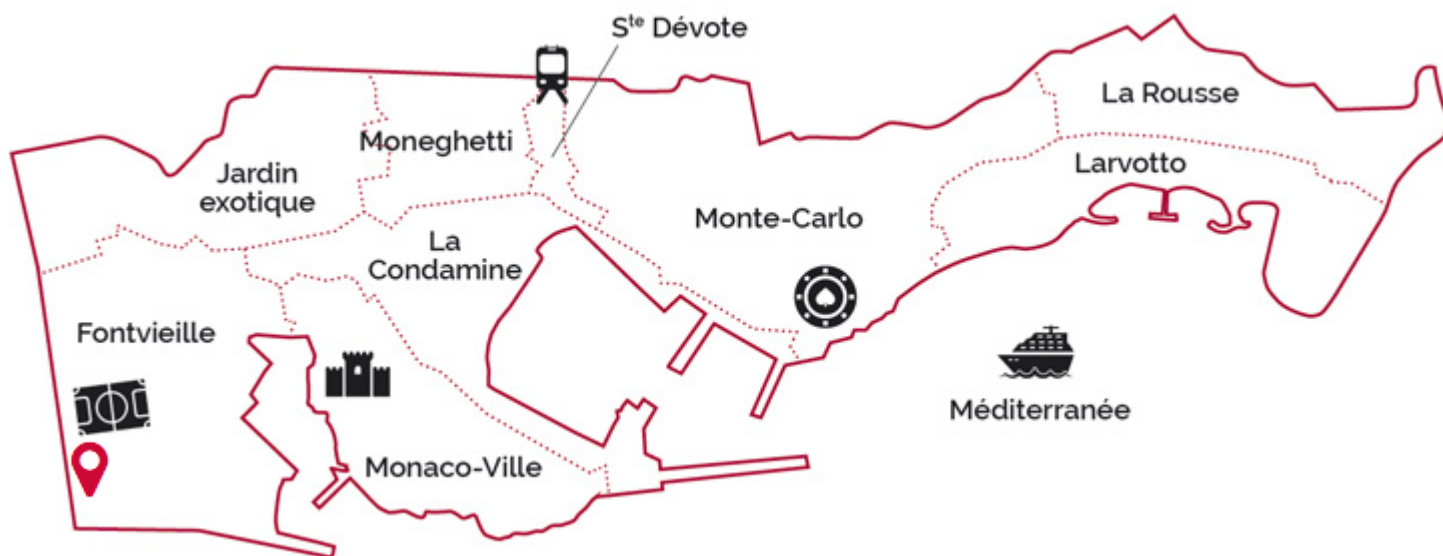 Sᵗᵉ Dévote
La Rousse
Moneghetti
Larvotto
Jardin
exotique
Monte-Carlo
La
Condamine
Fontvieille
Méditerranée
Monaco-Ville